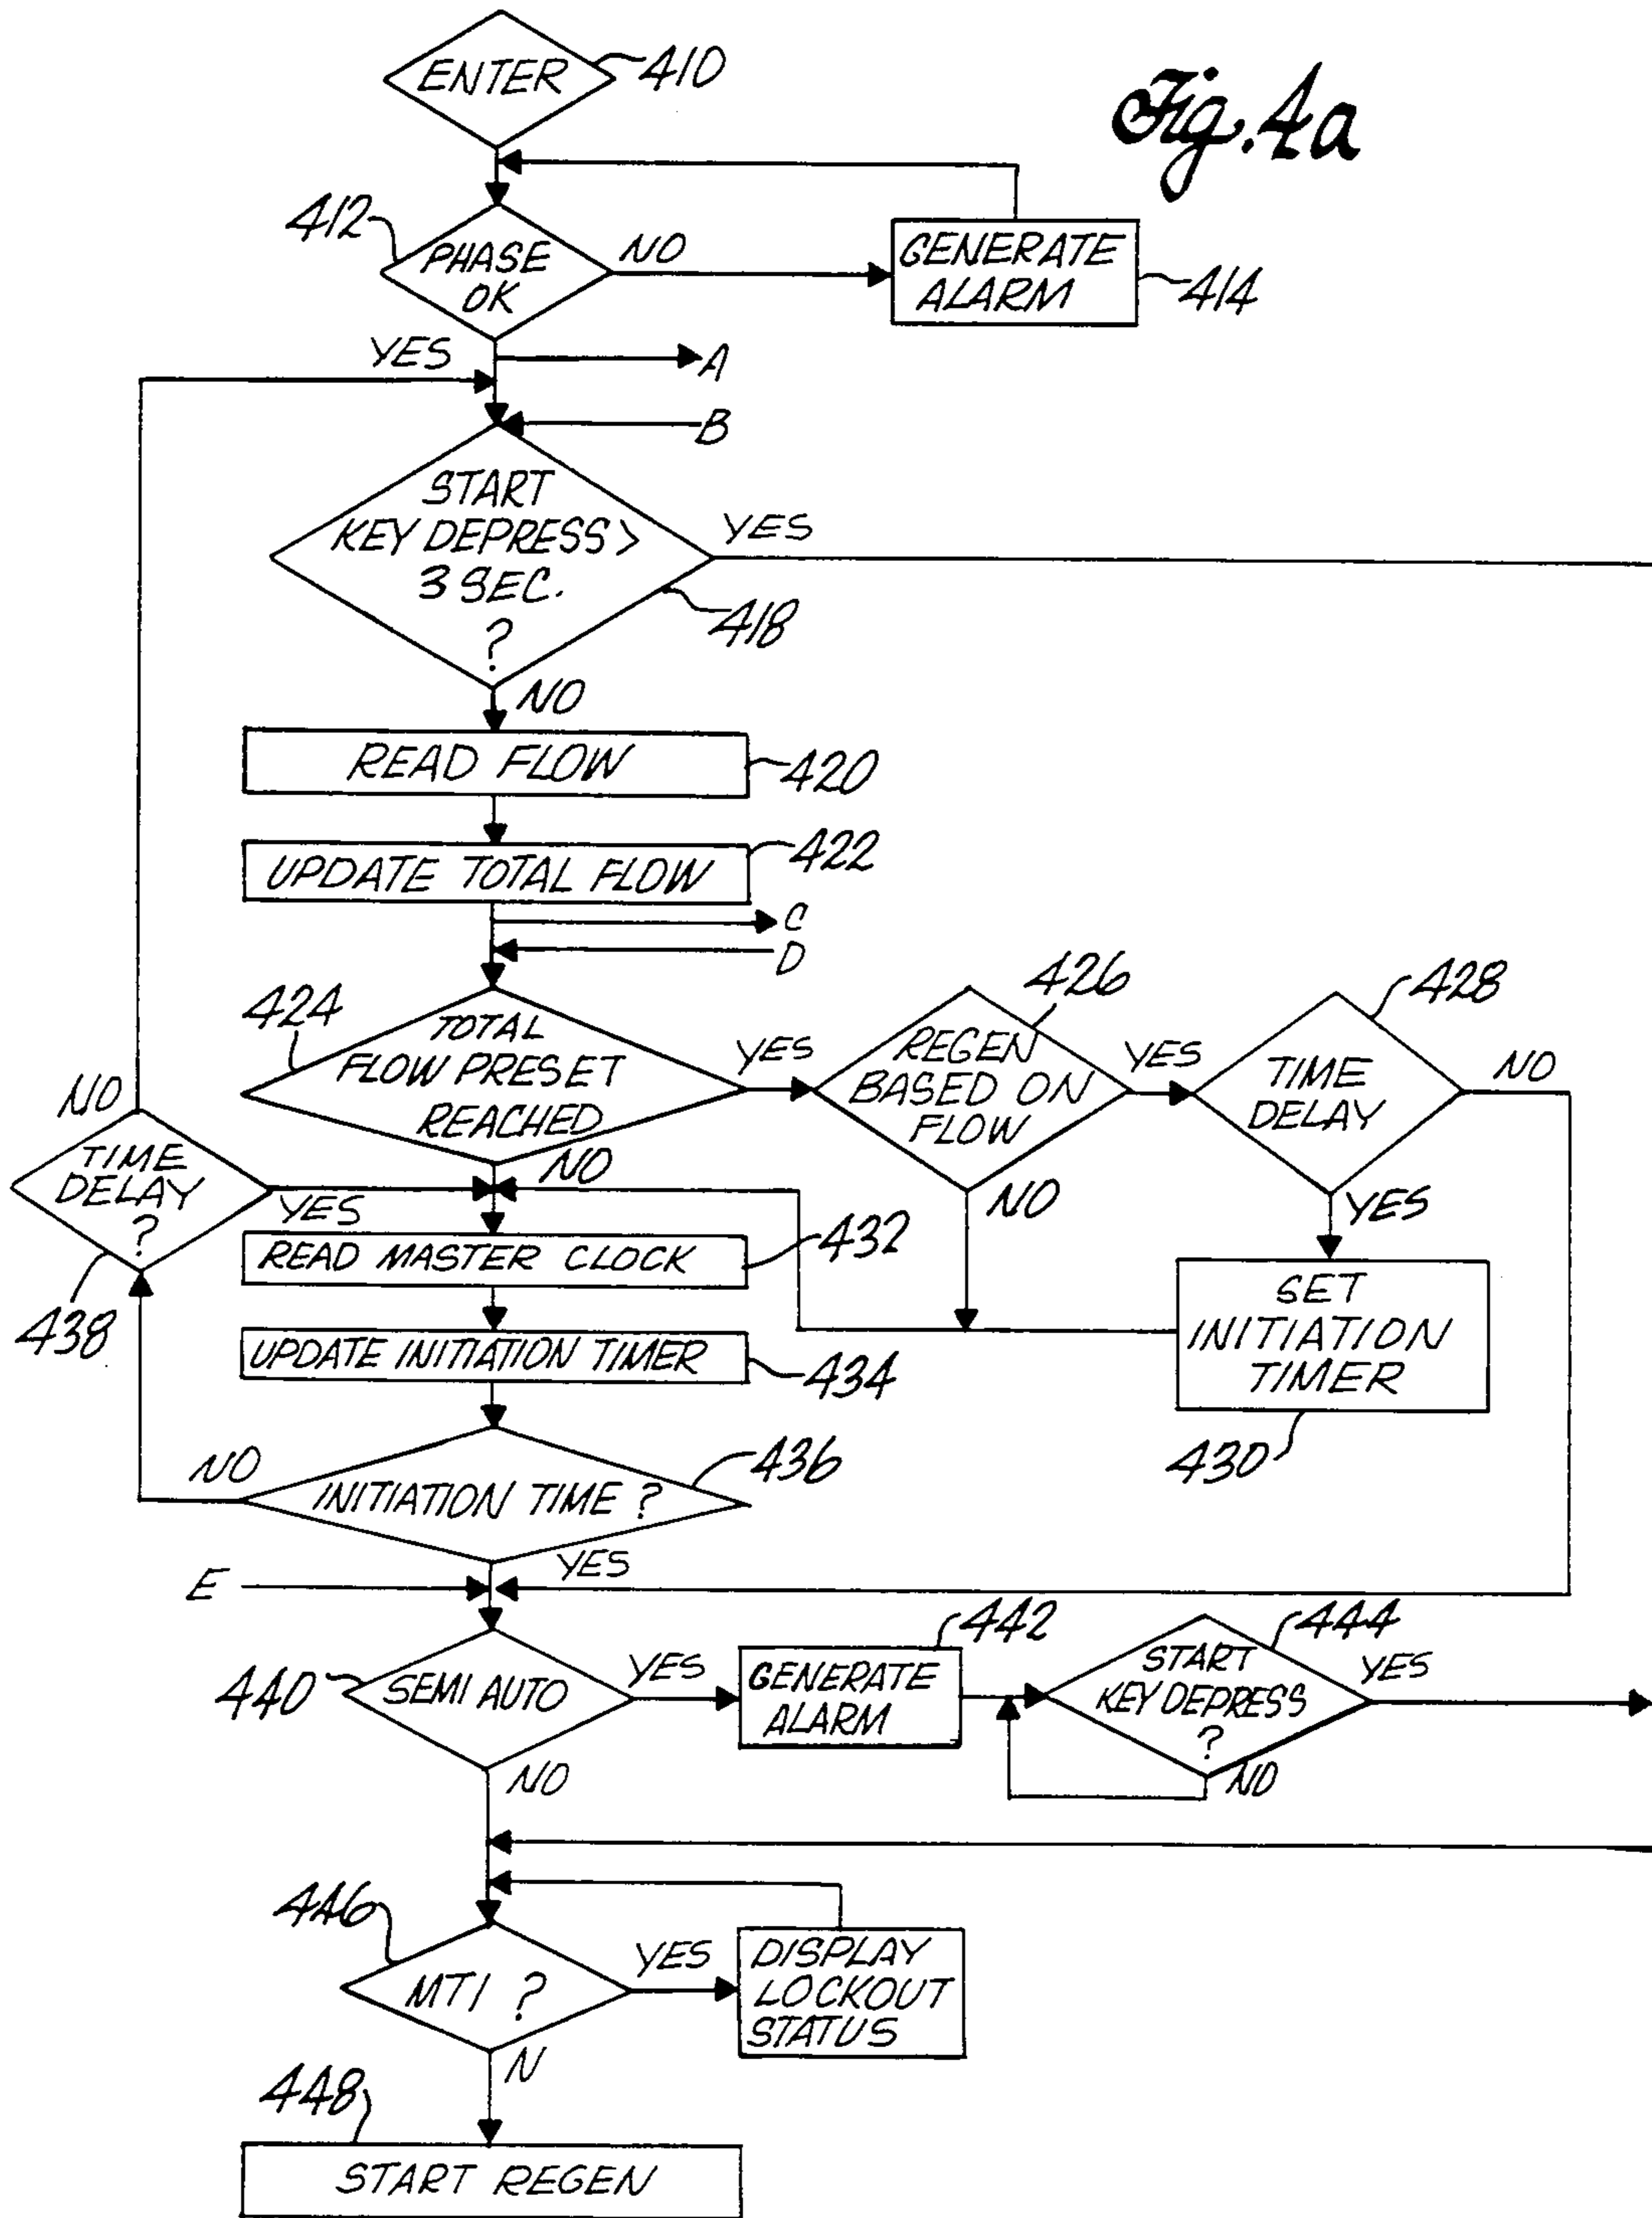 Fig. 4a
ENTER
410
412
PHASE
OK
NO
GENERATE
ALARM
414
YES
A
B
START
KEY DEPRESS >
3 SEC.
?
YES
418
NO
READ FLOW
420
UPDATE TOTAL FLOW
422
C
D
424
TOTAL
FLOW PRESET
REACHED
YES
NO
426
REGEN
BASED ON
FLOW
YES
NO
428
TIME
DELAY
NO
YES
SET
INITIATION
TIMER
430
NO
TIME
DELAY
?
YES
438
READ MASTER CLOCK
432
UPDATE INITIATION TIMER
434
INITIATION TIME ?
436
NO
YES
E
440
SEMI AUTO
YES
NO
442
GENERATE
ALARM
444
START
KEY DEPRESS
?
YES
NO
446
MTI ?
YES
N
DISPLAY
LOCKOUT
STATUS
448
START REGEN